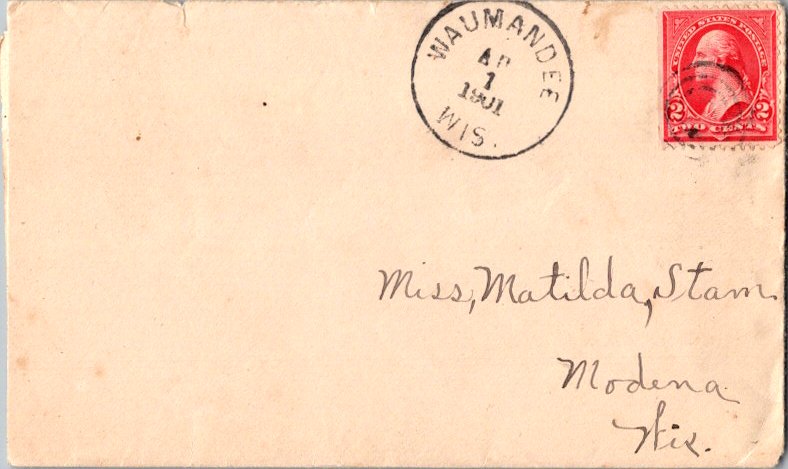 WAUMANDEE
AP
1
1901
WIS.
UNITED STATES POSTAGE
2 2
TWO CENTS
Miss, Matilda, Stam.
Modena
Wis.